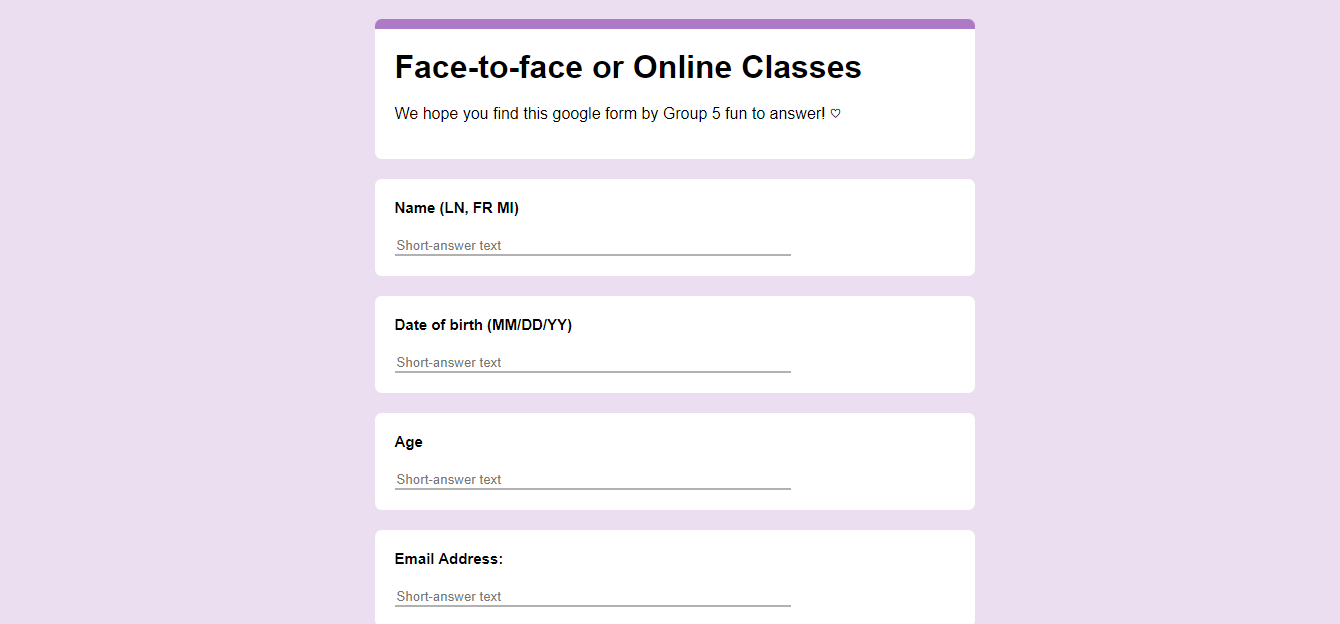 Face-to-face or Online Classes
We hope you find this google form by Group 5 fun to answer! ♡
Name (LN, FR MI)
Short-answer text
Date of birth (MM/DD/YY)
Short-answer text
Age
Short-answer text
Email Address:
Short-answer text